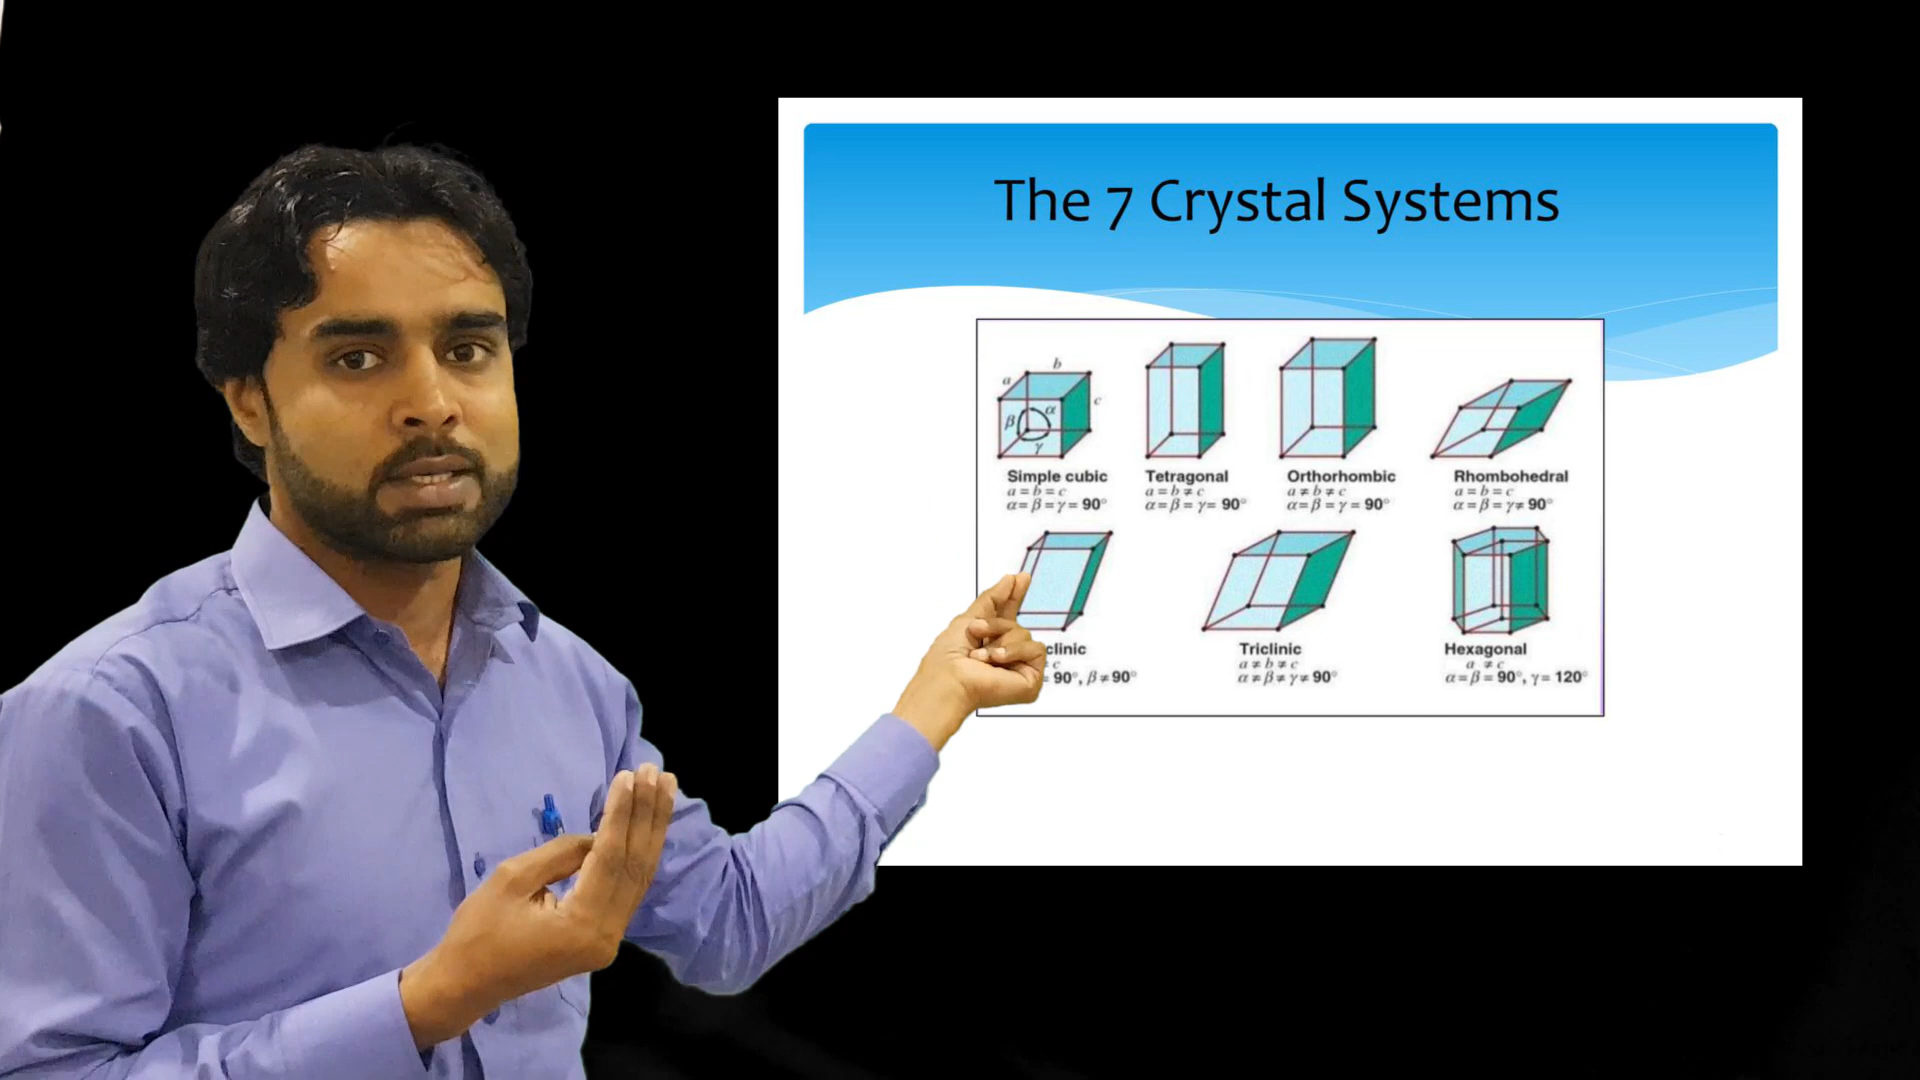 The 7 Crystal Systems
a
b
c
β
α
γ
Simple cubic
a = b = c
α = β = γ = 90°
Tetragonal
a = b ≠ c
α = β = γ = 90°
Orthorhombic
a ≠ b ≠ c
α = β = γ = 90°
Rhombohedral
a = b = c
α = β = γ ≠ 90°
clinic
c
= 90°, β ≠ 90°
Triclinic
a ≠ b ≠ c
α ≠ β ≠ γ ≠ 90°
Hexagonal
a ≠ c
α = β = 90°, γ = 120°